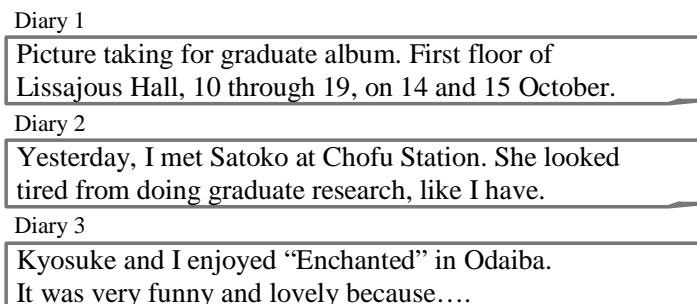 Diary 1
Picture taking for graduate album. First floor of
Lissajous Hall, 10 through 19, on 14 and 15 October.
Diary 2
Yesterday, I met Satoko at Chofu Station. She looked
tired from doing graduate research, like I have.
Diary 3
Kyosuke and I enjoyed “Enchanted” in Odaiba.
It was very funny and lovely because….